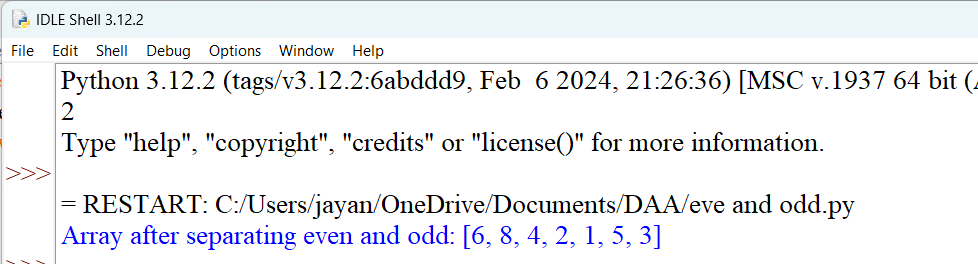 IDLE Shell 3.12.2
File Edit Shell Debug Options Window Help
Python 3.12.2 (tags/v3.12.2:6abddd9, Feb  6 2024, 21:26:36) [MSC v.1937 64 bit (
2
Type "help", "copyright", "credits" or "license()" for more information.
>>>
= RESTART: C:/Users/jayan/OneDrive/Documents/DAA/eve and odd.py
Array after separating even and odd: [6, 8, 4, 2, 1, 5, 3]
>>>